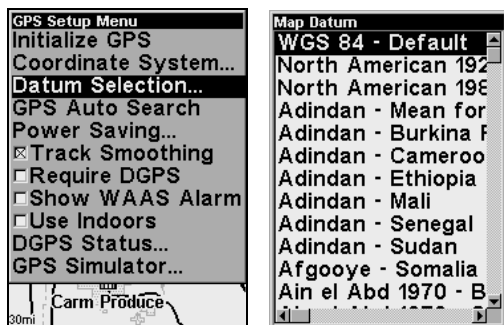 GPS Setup Menu
Initialize GPS
Coordinate System...
Datum Selection...
GPS Auto Search
Power Saving...
Track Smoothing
Require DGPS
Show WAAS Alarm
Use Indoors
DGPS Status...
GPS Simulator...
Carm Produce
30mi
Map Datum
WGS 84 - Default
North American 192
North American 198
Adindan - Mean for
Adindan - Burkina F
Adindan - Cameroo
Adindan - Ethiopia
Adindan - Mali
Adindan - Senegal
Adindan - Sudan
Afgooye - Somalia
Ain el Abd 1970 - B